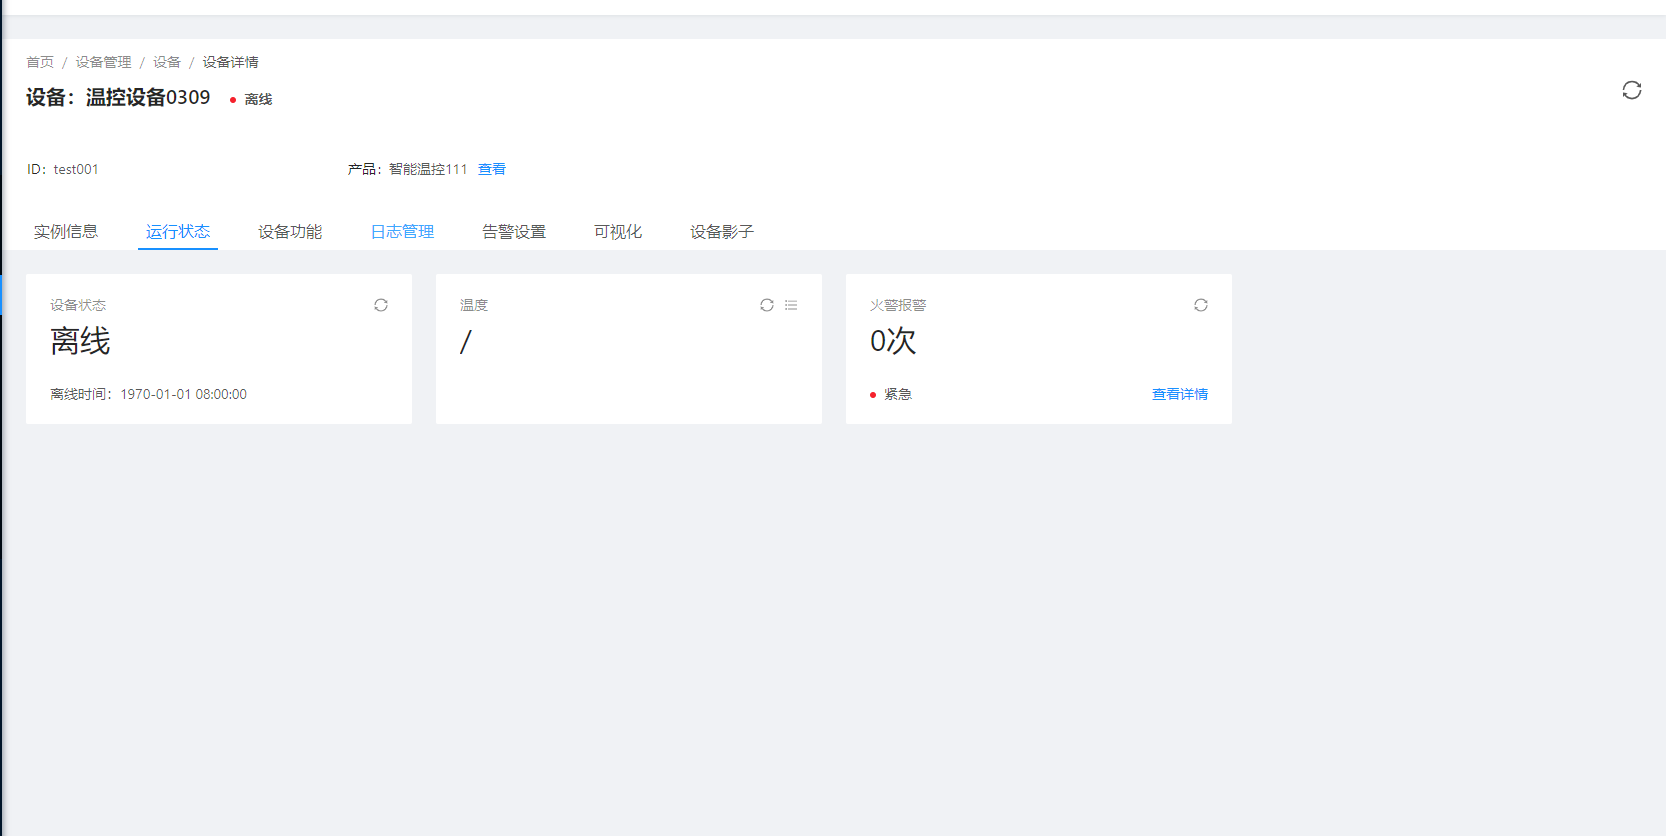 首页 / 设备管理 / 设备 / 设备详情
设备：温控设备0309 离线
ID：test001 产品：智能温控111 查看
实例信息 运行状态 设备功能 日志管理 告警设置 可视化 设备影子
设备状态
离线
离线时间：1970-01-01 08:00:00
温度
/
火警报警
0次
紧急 查看详情